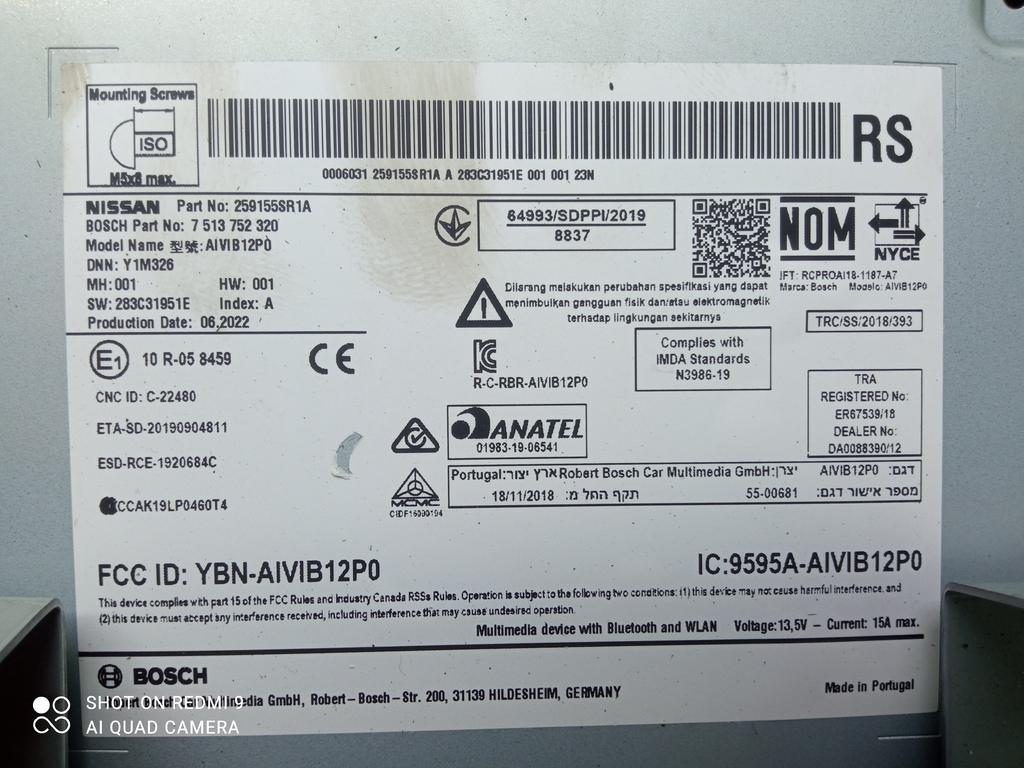 Mounting Screws
ISO
M5x8 max.
RS
0006031 259155SR1A A 283C31951E 001 001 23N
NISSAN Part No: 259155SR1A
BOSCH Part No: 7 513 752 320
Model Name 型號: AIVIB12P0
DNN: Y1M326
MH: 001 HW: 001
SW: 283C31951E Index: A
Production Date: 06.2022
64993/SDPPI/2019
8837
NOM
NYCE
IFT: RCPROAI18-1187-A7
Marca: Bosch Modelo: AIVIB12P0
Dilarang melakukan perubahan spesifikasi yang dapat
menimbulkan gangguan fisik dan/atau elektromagnetik
terhadap lingkungan sekitarnya
TRC/SS/2018/393
E1 10 R-05 8459
CE
R-C-RBR-AIVIB12P0
Complies with
IMDA Standards
N3986-19
TRA
REGISTERED No:
ER67539/18
DEALER No:
DA0088390/12
CNC ID: C-22480
ETA-SD-20190904811
ESD-RCE-1920684C
CCAK19LP0460T4
ANATEL
01983-19-06541
MCMC
CIDF16000194
דגם: AIVIB12P0 יצרן: Robert Bosch Car Multimedia GmbH ארץ יצור: Portugal
מספר אישור דגם: 55-00681 תקף החל מ: 18/11/2018
FCC ID: YBN-AIVIB12P0
IC:9595A-AIVIB12P0
This device complies with part 15 of the FCC Rules and Industry Canada RSSs Rules. Operation is subject to the following two conditions: (1) this device may not cause harmful interference, and
(2) this device must accept any interference received, including interference that may cause undesired operation.
Multimedia device with Bluetooth and WLAN Voltage:13,5V – Current: 15A max.
BOSCH
Robert Bosch Car Multimedia GmbH, Robert-Bosch-Str. 200, 31139 HILDESHEIM, GERMANY
Made in Portugal
SHOT ON REDMI 9
AI QUAD CAMERA